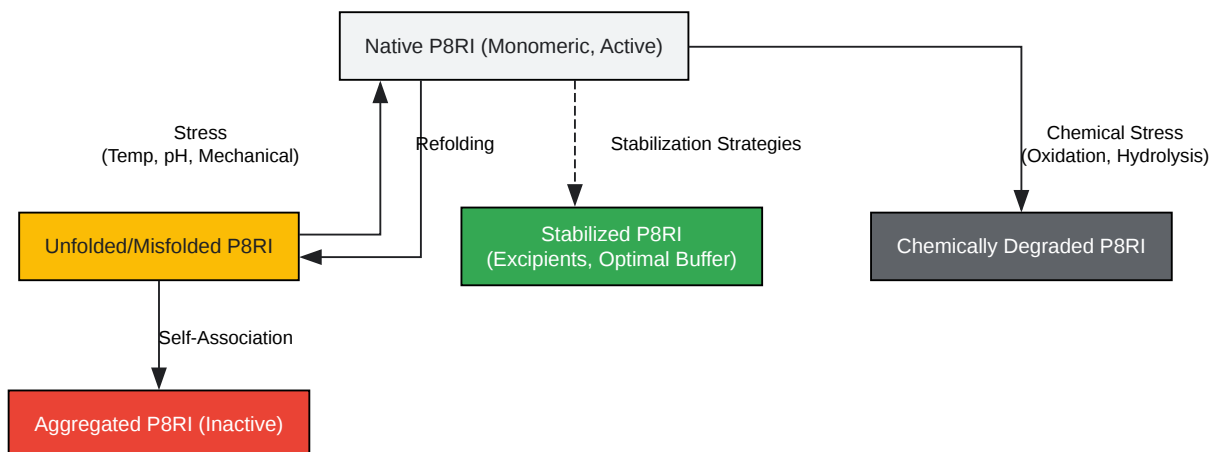 Native P8RI (Monomeric, Active)
Stress
(Temp, pH, Mechanical)
Refolding
Stabilization Strategies
Chemical Stress
(Oxidation, Hydrolysis)
Unfolded/Misfolded P8RI
Stabilized P8RI
(Excipients, Optimal Buffer)
Chemically Degraded P8RI
Self-Association
Aggregated P8RI (Inactive)